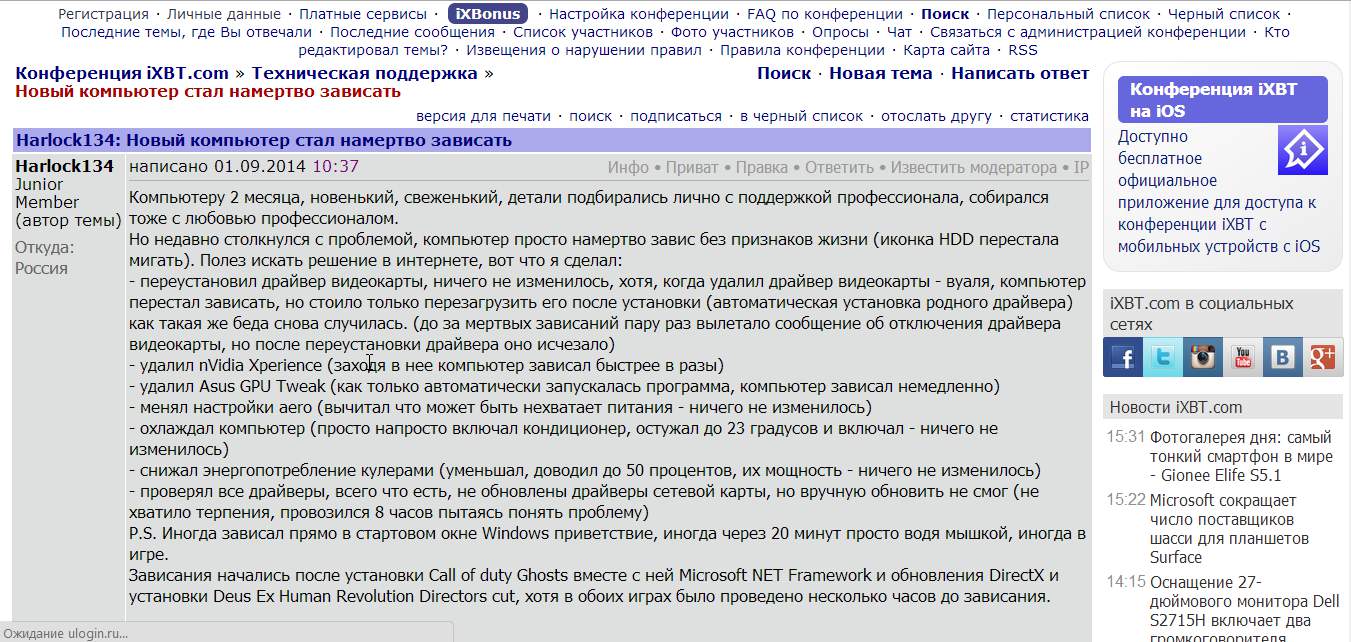 Регистрация · Личные данные · Платные сервисы · iXBonus · Настройка конференции · FAQ по конференции · Поиск · Персональный список · Черный список ·
Последние темы, где Вы отвечали · Последние сообщения · Список участников · Фото участников · Опросы · Чат · Связаться с администрацией конференции · Кто
редактировал темы? · Извещения о нарушении правил · Правила конференции · Карта сайта · RSS
Конференция iXBT.com » Техническая поддержка »
Новый компьютер стал намертво зависать
Поиск · Новая тема · Написать ответ
версия для печати · поиск · подписаться · в черный список · отослать другу · статистика
Harlock134: Новый компьютер стал намертво зависать
Harlock134
Junior
Member
(автор темы)
Откуда:
Россия
написано 01.09.2014 10:37
Инфо • Приват • Правка • Ответить • Известить модератора • IP
Компьютеру 2 месяца, новенький, свеженький, детали подбирались лично с поддержкой профессионала, собирался
тоже с любовью профессионалом.
Но недавно столкнулся с проблемой, компьютер просто намертво завис без признаков жизни (иконка HDD перестала
мигать). Полез искать решение в интернете, вот что я сделал:
- переустановил драйвер видеокарты, ничего не изменилось, хотя, когда удалил драйвер видеокарты - вуаля, компьютер
перестал зависать, но стоило только перезагрузить его после установки (автоматическая установка родного драйвера)
как такая же беда снова случилась. (до за мертвых зависаний пару раз вылетало сообщение об отключения драйвера
видеокарты, но после переустановки драйвера оно исчезало)
- удалил nVidia Xperience (заходя в нее компьютер зависал быстрее в разы)
- удалил Asus GPU Tweak (как только автоматически запускалась программа, компьютер зависал немедленно)
- менял настройки aero (вычитал что может быть нехватает питания - ничего не изменилось)
- охлаждал компьютер (просто напросто включал кондиционер, остужал до 23 градусов и включал - ничего не
изменилось)
- снижал энергопотребление кулерами (уменьшал, доводил до 50 процентов, их мощность - ничего не изменилось)
- проверял все драйверы, всего что есть, не обновлены драйверы сетевой карты, но вручную обновить не смог (не
хватило терпения, провозился 8 часов пытаясь понять проблему)
P.S. Иногда зависал прямо в стартовом окне Windows приветствие, иногда через 20 минут просто водя мышкой, иногда в
игре.
Зависания начались после установки Call of duty Ghosts вместе с ней Microsoft NET Framework и обновления DirectX и
установки Deus Ex Human Revolution Directors cut, хотя в обоих играх было проведено несколько часов до зависания.
Ожидание ulogin.ru...
Конференция iXBT
на iOS
Доступно
бесплатное
официальное
приложение для доступа к
конференции iXBT с
мобильных устройств с iOS
iXBT.com в социальных
сетях
f t You Tube B g+
Новости iXBT.com
15:31 Фотогалерея дня: самый
тонкий смартфон в мире
- Gionee Elife S5.1
15:22 Microsoft сокращает
число поставщиков
шасси для планшетов
Surface
14:15 Оснащение 27-
дюймового монитора Dell
S2715H включает два
громкоговорителя